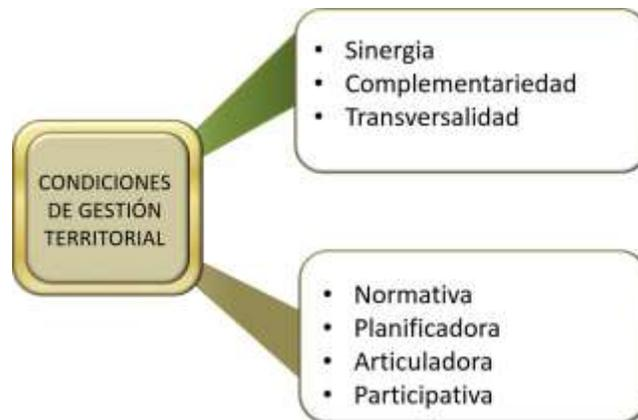 CONDICIONES
DE GESTIÓN
TERRITORIAL
• Sinergia
• Complementariedad
• Transversalidad
• Normativa
• Planificadora
• Articuladora
• Participativa